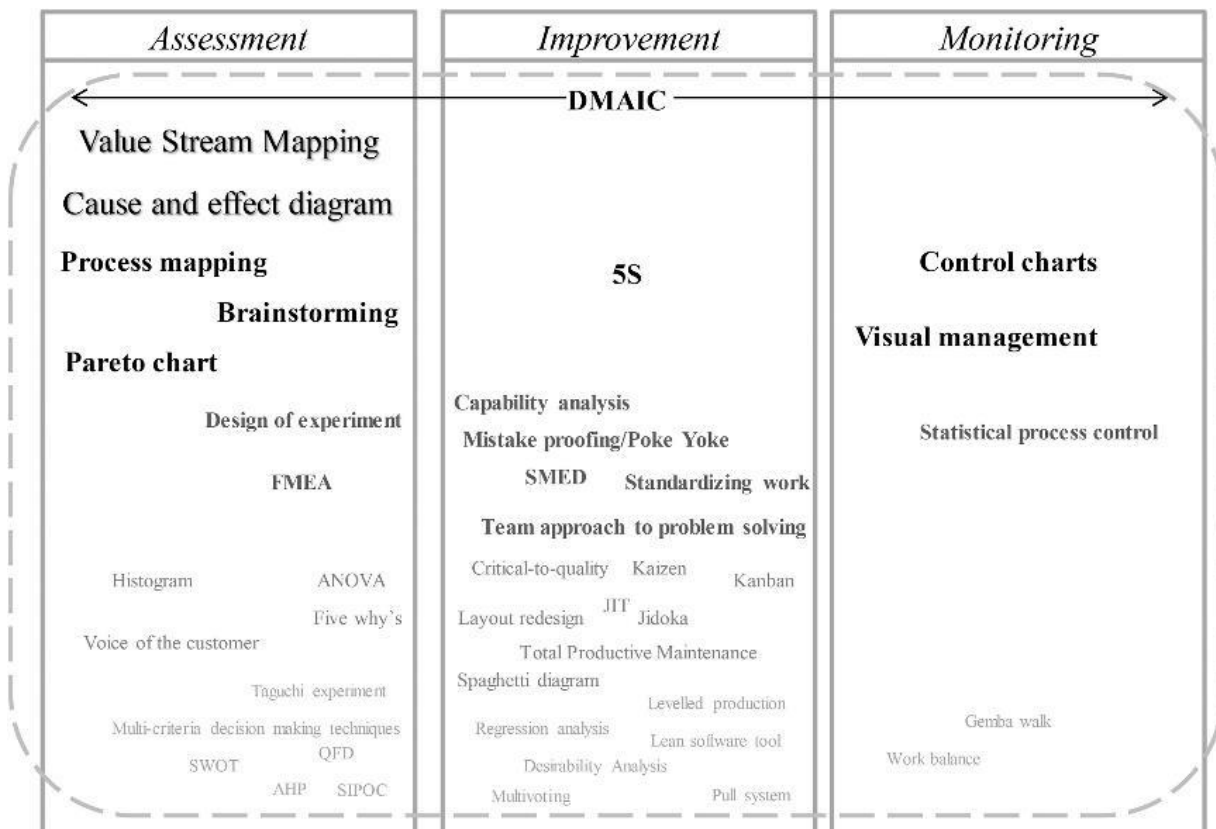 Assessment
Improvement
Monitoring
DMAIC
Value Stream Mapping
Cause and effect diagram
Process mapping
Brainstorming
Pareto chart
Design of experiment
FMEA
Histogram
ANOVA
Five why's
Voice of the customer
Taguchi experiment
Multi-criteria decision making techniques
QFD
SWOT
AHP
SIPOC
5S
Capability analysis
Mistake proofing/Poke Yoke
SMED
Standardizing work
Team approach to problem solving
Critical-to-quality
Kaizen
Kanban
JIT
Layout redesign
Jidoka
Total Productive Maintenance
Spaghetti diagram
Levelled production
Regression analysis
Lean software tool
Desirability Analysis
Multivoting
Pull system
Control charts
Visual management
Statistical process control
Gemba walk
Work balance